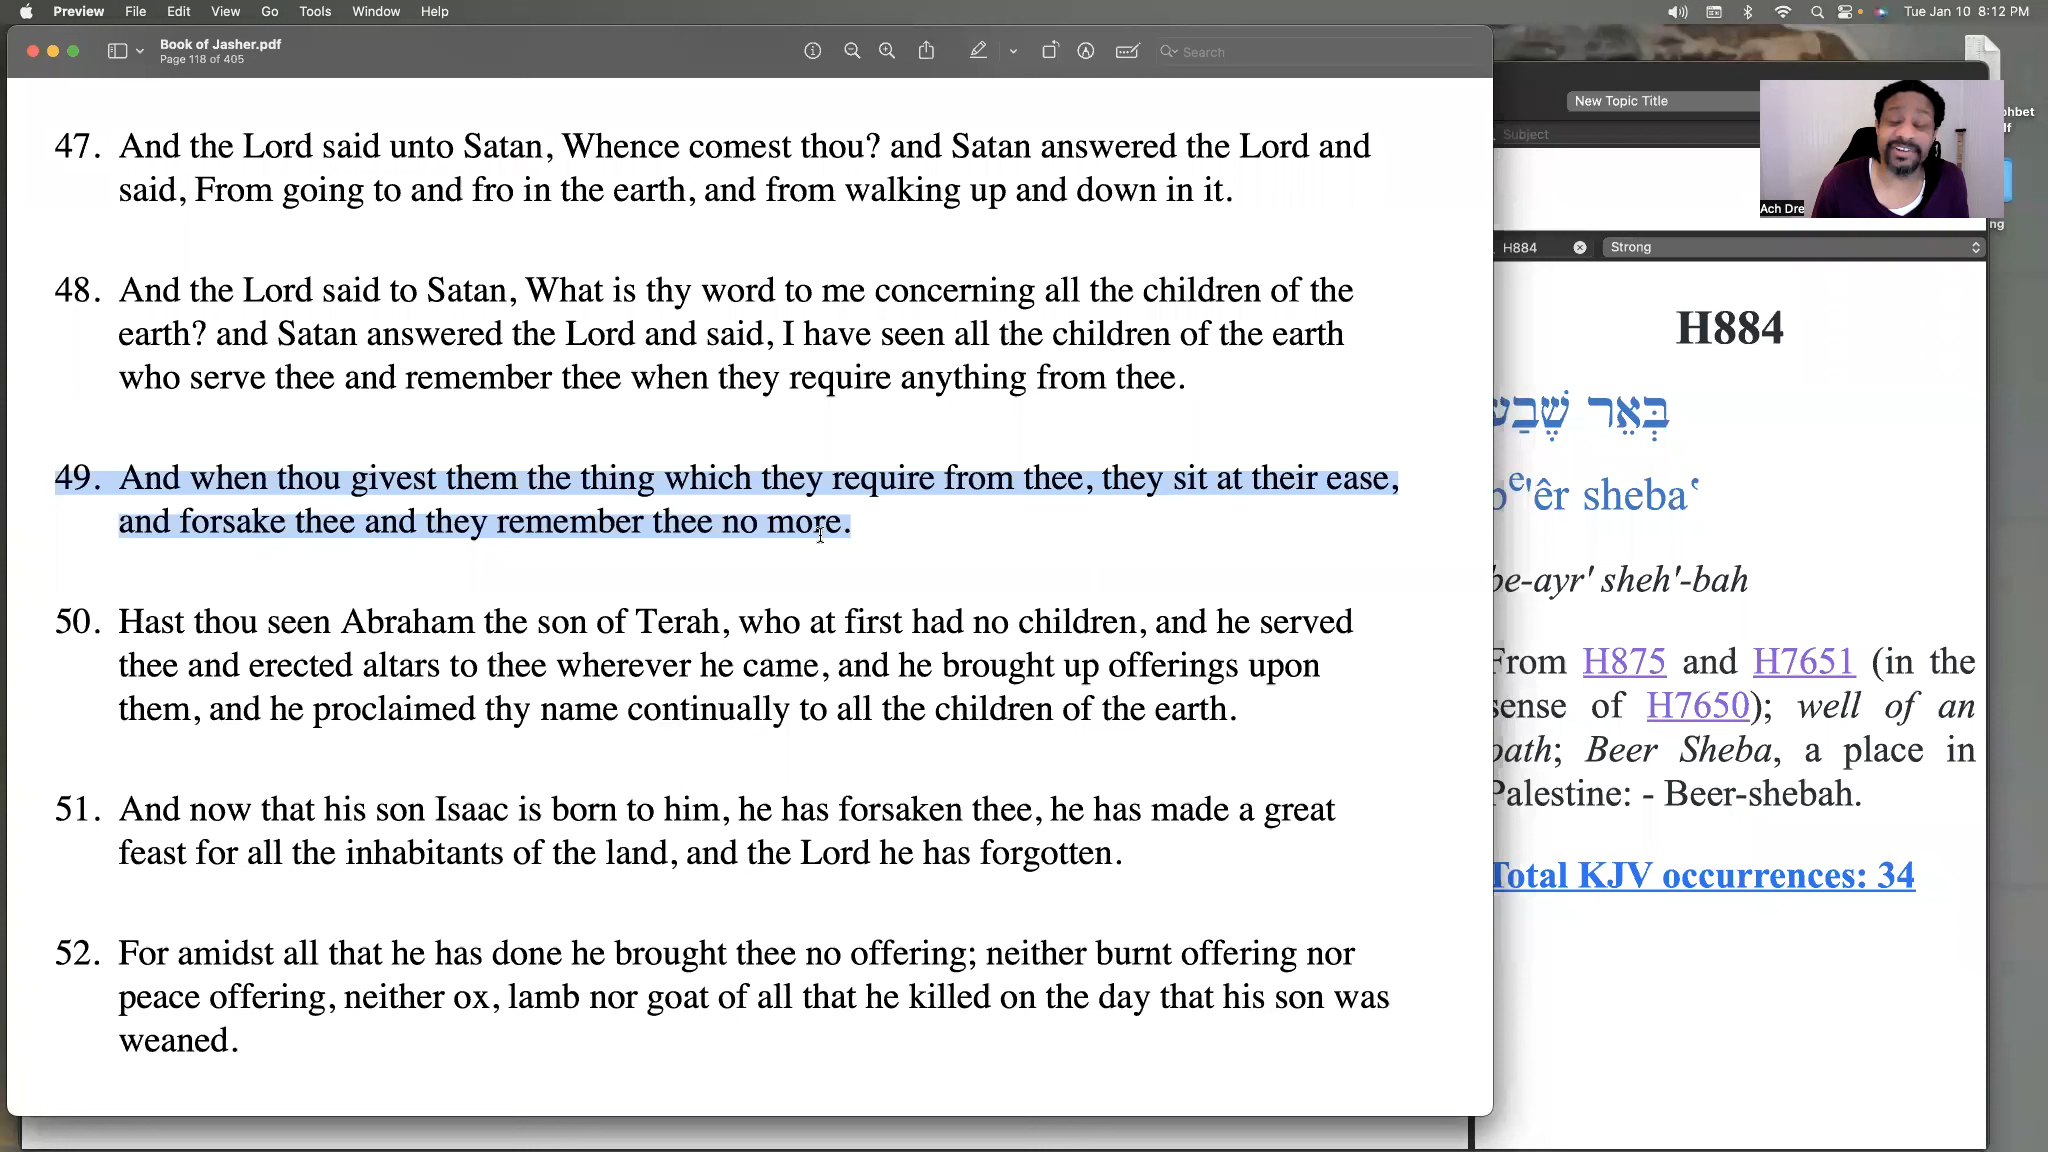 Preview File Edit View Go Tools Window Help
Tue Jan 10 8:12 PM
Book of Jasher.pdf
Page 118 of 405
Search
47. And the Lord said unto Satan, Whence comest thou? and Satan answered the Lord and
said, From going to and fro in the earth, and from walking up and down in it.
48. And the Lord said to Satan, What is thy word to me concerning all the children of the
earth? and Satan answered the Lord and said, I have seen all the children of the earth
who serve thee and remember thee when they require anything from thee.
49. And when thou givest them the thing which they require from thee, they sit at their ease,
and forsake thee and they remember thee no more.
50. Hast thou seen Abraham the son of Terah, who at first had no children, and he served
thee and erected altars to thee wherever he came, and he brought up offerings upon
them, and he proclaimed thy name continually to all the children of the earth.
51. And now that his son Isaac is born to him, he has forsaken thee, he has made a great
feast for all the inhabitants of the land, and the Lord he has forgotten.
52. For amidst all that he has done he brought thee no offering; neither burnt offering nor
peace offering, neither ox, lamb nor goat of all that he killed on the day that his son was
weaned.
New Topic Title
Subject
Ach Dre
H884
Strong
H884
בְּאֵר שֶׁבַע
be'êr sheba‛
be-ayr' sheh'-bah
From H875 and H7651 (in the
sense of H7650); well of an
oath; Beer Sheba, a place in
Palestine: - Beer-shebah.
Total KJV occurrences: 34